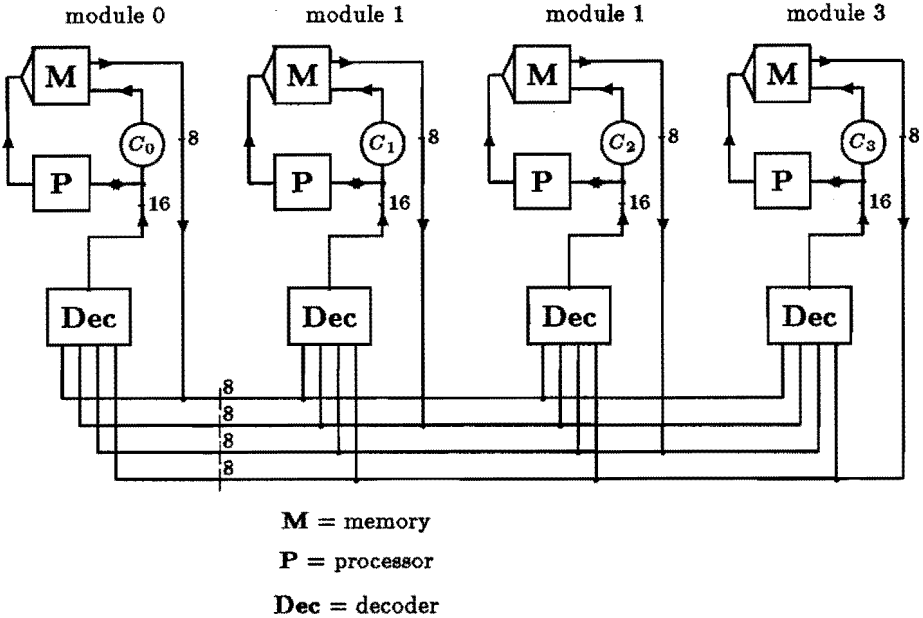 module 0 module 1 module 1 module 3
M M M M
C0 8 C1 8 C2 8 C3 8
P P P P
16 16 16 16
Dec Dec Dec Dec
8
8
8
8
M = memory
P = processor
Dec = decoder